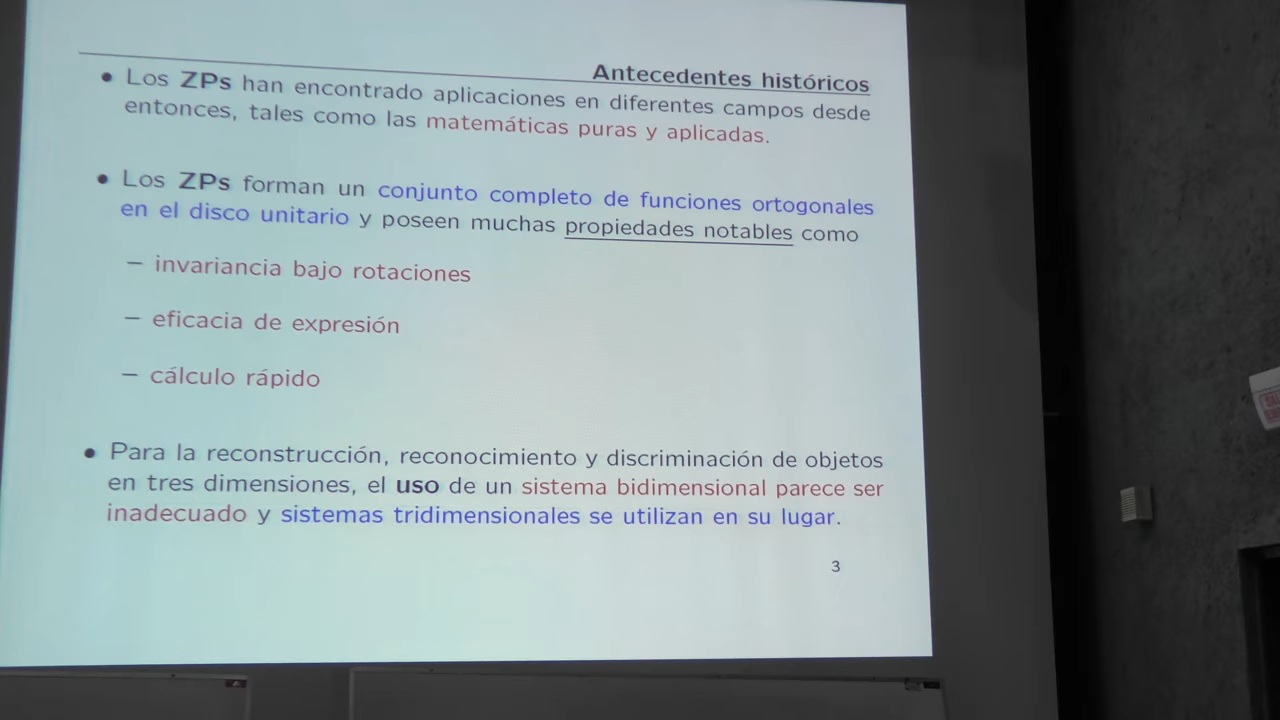 Antecedentes históricos
• Los ZPs han encontrado aplicaciones en diferentes campos desde
entonces, tales como las matemáticas puras y aplicadas.
• Los ZPs forman un conjunto completo de funciones ortogonales
en el disco unitario y poseen muchas propiedades notables como
– invariancia bajo rotaciones
– eficacia de expresión
– cálculo rápido
• Para la reconstrucción, reconocimiento y discriminación de objetos
en tres dimensiones, el uso de un sistema bidimensional parece ser
inadecuado y sistemas tridimensionales se utilizan en su lugar.
3